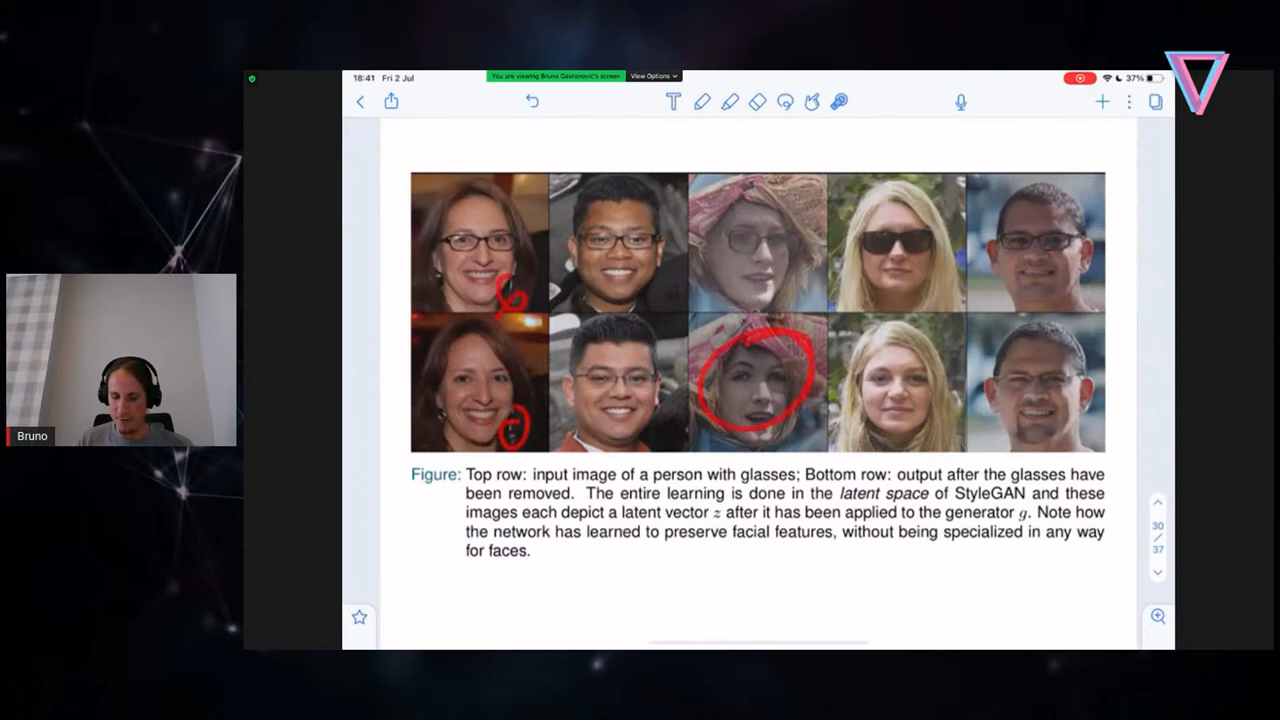 18:41 Fri 2 Jul
You are viewing Bruno Gavranovic's screen
View Options
37%
Bruno
Figure: Top row: input image of a person with glasses; Bottom row: output after the glasses have
been removed. The entire learning is done in the latent space of StyleGAN and these
images each depict a latent vector z after it has been applied to the generator g. Note how
the network has learned to preserve facial features, without being specialized in any way
for faces.
30
/
37